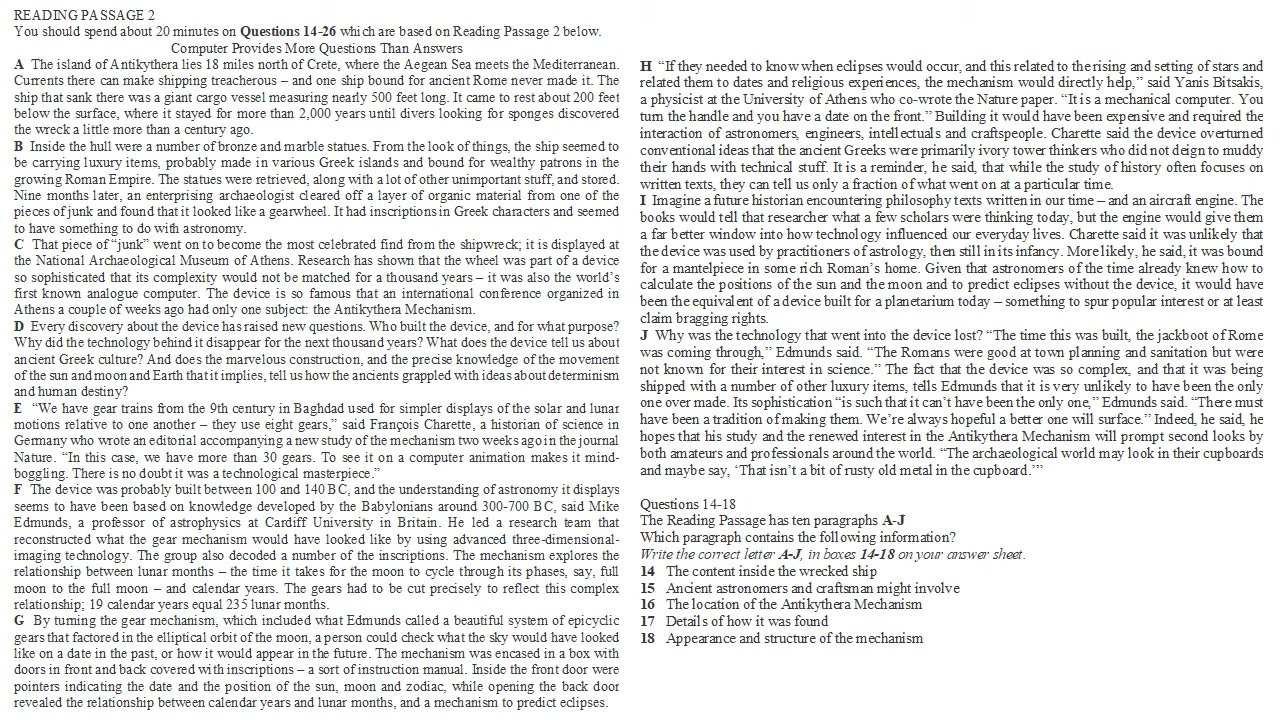 READING PASSAGE 2
You should spend about 20 minutes on Questions 14-26 which are based on Reading Passage 2 below.
Computer Provides More Questions Than Answers
A The island of Antikythera lies 18 miles north of Crete, where the Aegean Sea meets the Mediterranean.
Currents there can make shipping treacherous – and one ship bound for ancient Rome never made it. The
ship that sank there was a giant cargo vessel measuring nearly 500 feet long. It came to rest about 200 feet
below the surface, where it stayed for more than 2,000 years until divers looking for sponges discovered
the wreck a little more than a century ago.
B Inside the hull were a number of bronze and marble statues. From the look of things, the ship seemed to
be carrying luxury items, probably made in various Greek islands and bound for wealthy patrons in the
growing Roman Empire. The statues were retrieved, along with a lot of other unimportant stuff, and stored.
Nine months later, an enterprising archaeologist cleared off a layer of organic material from one of the
pieces of junk and found that it looked like a gearwheel. It had inscriptions in Greek characters and seemed
to have something to do with astronomy.
C That piece of “junk” went on to become the most celebrated find from the shipwreck; it is displayed at
the National Archaeological Museum of Athens. Research has shown that the wheel was part of a device
so sophisticated that its complexity would not be matched for a thousand years – it was also the world’s
first known analogue computer. The device is so famous that an international conference organized in
Athens a couple of weeks ago had only one subject: the Antikythera Mechanism.
D Every discovery about the device has raised new questions. Who built the device, and for what purpose?
Why did the technology behind it disappear for the next thousand years? What does the device tell us about
ancient Greek culture? And does the marvelous construction, and the precise knowledge of the movement
of the sun and moon and Earth that it implies, tell us how the ancients grappled with ideas about determinism
and human destiny?
E “We have gear trains from the 9th century in Baghdad used for simpler displays of the solar and lunar
motions relative to one another – they use eight gears,” said François Charette, a historian of science in
Germany who wrote an editorial accompanying a new study of the mechanism two weeks ago in the journal
Nature. “In this case, we have more than 30 gears. To see it on a computer animation makes it mind-
boggling. There is no doubt it was a technological masterpiece.”
F The device was probably built between 100 and 140 BC, and the understanding of astronomy it displays
seems to have been based on knowledge developed by the Babylonians around 300-700 BC, said Mike
Edmunds, a professor of astrophysics at Cardiff University in Britain. He led a research team that
reconstructed what the gear mechanism would have looked like by using advanced three-dimensional-
imaging technology. The group also decoded a number of the inscriptions. The mechanism explores the
relationship between lunar months – the time it takes for the moon to cycle through its phases, say, full
moon to the full moon – and calendar years. The gears had to be cut precisely to reflect this complex
relationship; 19 calendar years equal 235 lunar months.
G By turning the gear mechanism, which included what Edmunds called a beautiful system of epicyclic
gears that factored in the elliptical orbit of the moon, a person could check what the sky would have looked
like on a date in the past, or how it would appear in the future. The mechanism was encased in a box with
doors in front and back covered with inscriptions – a sort of instruction manual. Inside the front door were
pointers indicating the date and the position of the sun, moon and zodiac, while opening the back door
revealed the relationship between calendar years and lunar months, and a mechanism to predict eclipses.
H “If they needed to know when eclipses would occur, and this related to the rising and setting of stars and
related them to dates and religious experiences, the mechanism would directly help,” said Yanis Bitsakis,
a physicist at the University of Athens who co-wrote the Nature paper. “It is a mechanical computer. You
turn the handle and you have a date on the front.” Building it would have been expensive and required the
interaction of astronomers, engineers, intellectuals and craftspeople. Charette said the device overturned
conventional ideas that the ancient Greeks were primarily ivory tower thinkers who did not deign to muddy
their hands with technical stuff. It is a reminder, he said, that while the study of history often focuses on
written texts, they can tell us only a fraction of what went on at a particular time.
I Imagine a future historian encountering philosophy texts written in our time – and an aircraft engine. The
books would tell that researcher what a few scholars were thinking today, but the engine would give them
a far better window into how technology influenced our everyday lives. Charette said it was unlikely that
the device was used by practitioners of astrology, then still in its infancy. More likely, he said, it was bound
for a mantelpiece in some rich Roman’s home. Given that astronomers of the time already knew how to
calculate the positions of the sun and the moon and to predict eclipses without the device, it would have
been the equivalent of a device built for a planetarium today – something to spur popular interest or at least
claim bragging rights.
J Why was the technology that went into the device lost? “The time this was built, the jackboot of Rome
was coming through,” Edmunds said. “The Romans were good at town planning and sanitation but were
not known for their interest in science.” The fact that the device was so complex, and that it was being
shipped with a number of other luxury items, tells Edmunds that it is very unlikely to have been the only
one over made. Its sophistication “is such that it can’t have been the only one,” Edmunds said. “There must
have been a tradition of making them. We’re always hopeful a better one will surface.” Indeed, he said, he
hopes that his study and the renewed interest in the Antikythera Mechanism will prompt second looks by
both amateurs and professionals around the world. “The archaeological world may look in their cupboards
and maybe say, ‘That isn’t a bit of rusty old metal in the cupboard.’”
Questions 14-18
The Reading Passage has ten paragraphs A-J
Which paragraph contains the following information?
Write the correct letter A-J, in boxes 14-18 on your answer sheet.
14 The content inside the wrecked ship
15 Ancient astronomers and craftsman might involve
16 The location of the Antikythera Mechanism
17 Details of how it was found
18 Appearance and structure of the mechanism